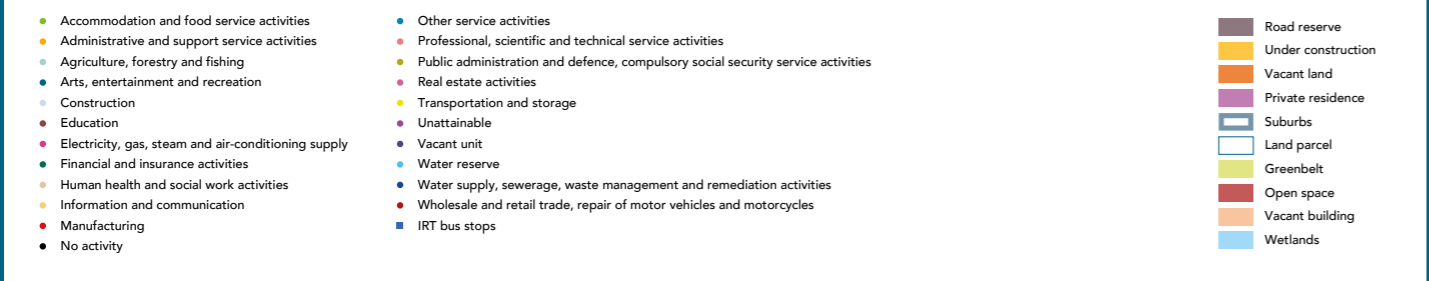 Accommodation and food service activities
Administrative and support service activities
Agriculture, forestry and fishing
Arts, entertainment and recreation
Construction
Education
Electricity, gas, steam and air-conditioning supply
Financial and insurance activities
Human health and social work activities
Information and communication
Manufacturing
No activity
Other service activities
Professional, scientific and technical service activities
Public administration and defence, compulsory social security service activities
Real estate activities
Transportation and storage
Unattainable
Vacant unit
Water reserve
Water supply, sewerage, waste management and remediation activities
Wholesale and retail trade, repair of motor vehicles and motorcycles
IRT bus stops
Road reserve
Under construction
Vacant land
Private residence
Suburbs
Land parcel
Greenbelt
Open space
Vacant building
Wetlands